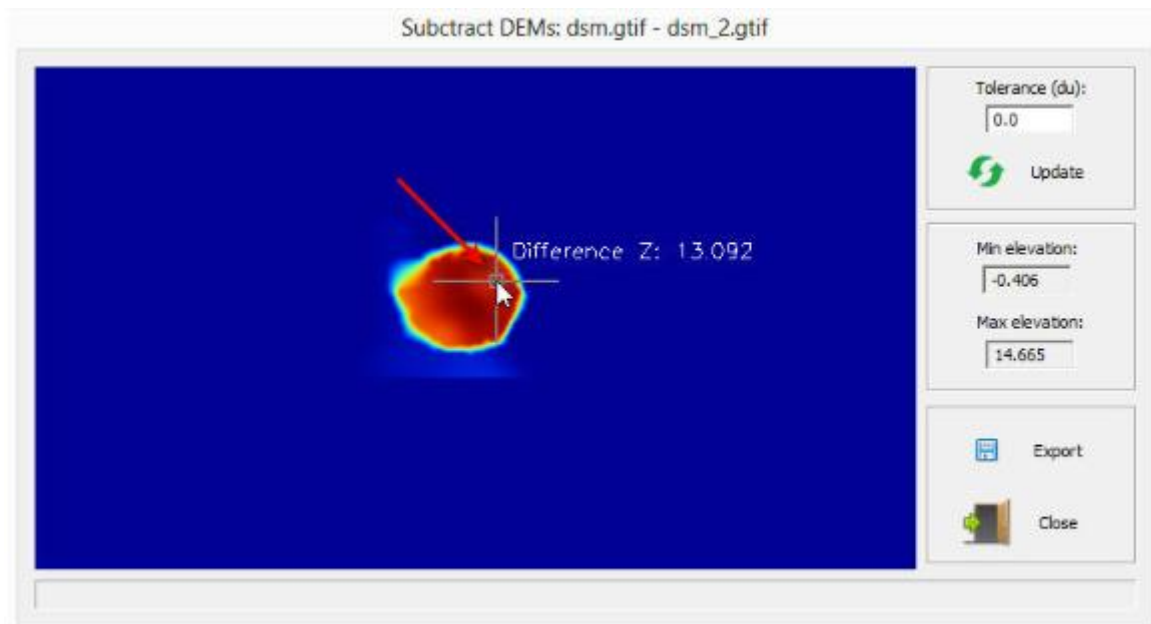 Subctract DEMs: dsm.gtif - dsm_2.gtif
Tolerance (du):
0.0
Update
Difference Z: 13.092
Min elevation:
-0.406
Max elevation:
14.665
Export
Close